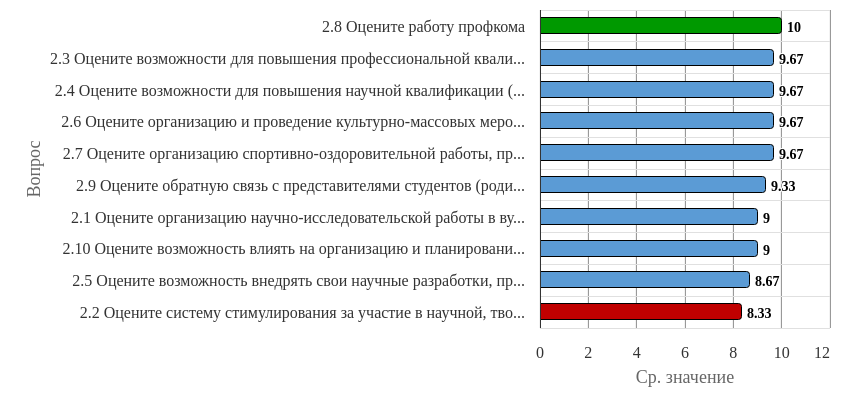 2.8 Оцените работу профкома
10
2.3 Оцените возможности для повышения профессиональной квали...
9.67
2.4 Оцените возможности для повышения научной квалификации (...
9.67
2.6 Оцените организацию и проведение культурно-массовых меро...
9.67
2.7 Оцените организацию спортивно-оздоровительной работы, пр...
9.67
2.9 Оцените обратную связь с представителями студентов (роди...
9.33
2.1 Оцените организацию научно-исследовательской работы в ву...
9
2.10 Оцените возможность влиять на организацию и планировани...
9
2.5 Оцените возможность внедрять свои научные разработки, пр...
8.67
2.2 Оцените систему стимулирования за участие в научной, тво...
8.33
Вопрос
0 2 4 6 8 10 12
Ср. значение